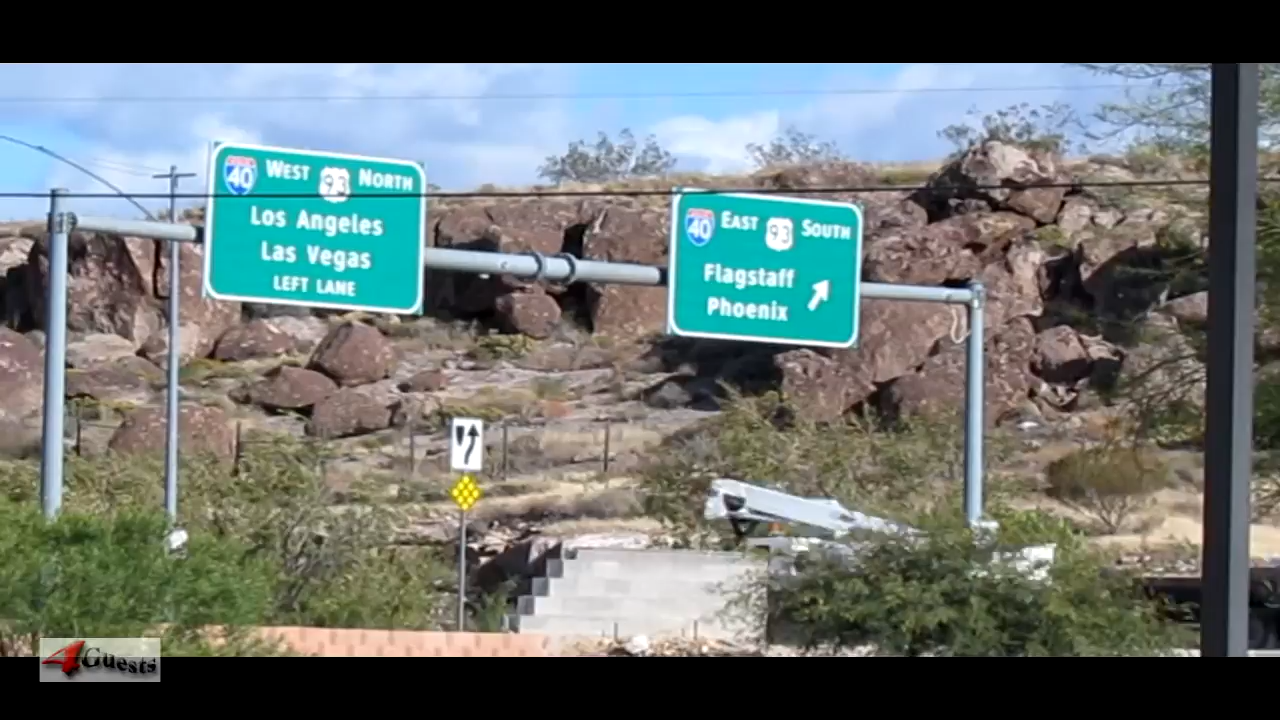 40 WEST 93 NORTH
Los Angeles
Las Vegas
LEFT LANE
40 EAST 93 SOUTH
Flagstaff
Phoenix
4Guests